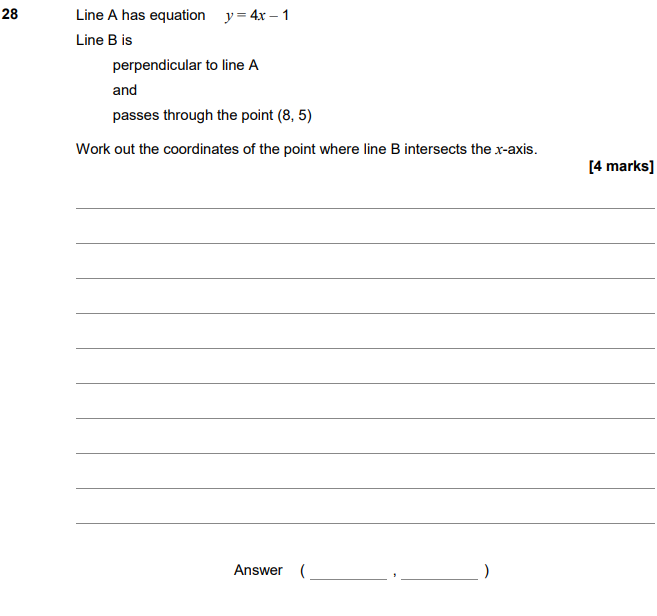 28 Line A has equation y = 4x – 1
Line B is
perpendicular to line A
and
passes through the point (8, 5)
Work out the coordinates of the point where line B intersects the x-axis.
[4 marks]
Answer ( , )